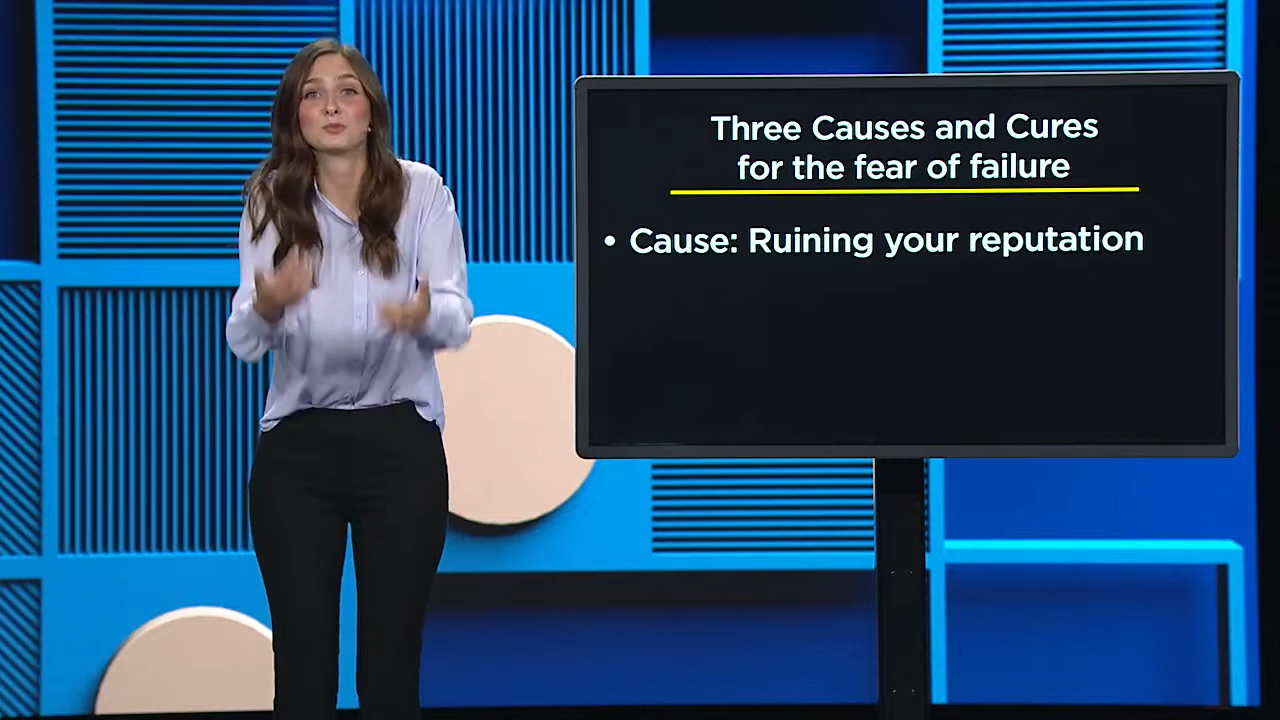 Three Causes and Cures
for the fear of failure
• Cause: Ruining your reputation